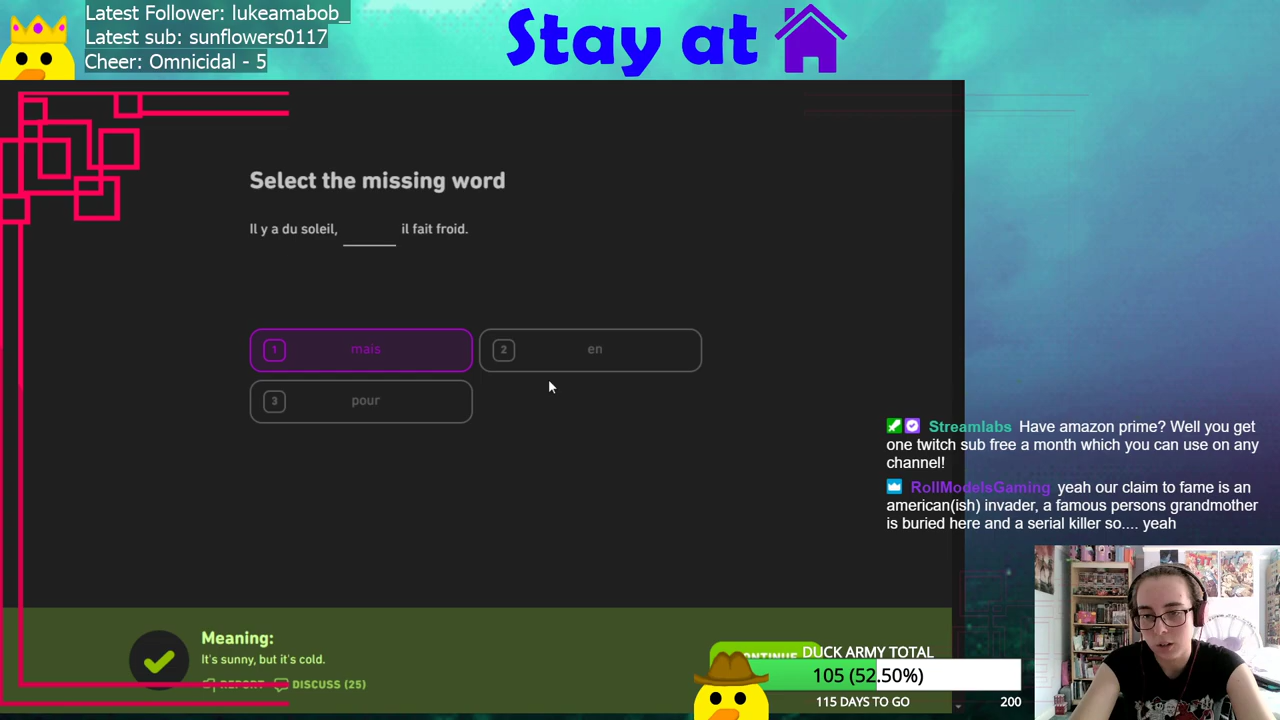 Latest Follower: lukeamabob_
Latest sub: sunflowers0117
Cheer: Omnicidal - 5
Stay at
Select the missing word
Il y a du soleil, ______ il fait froid.
1 mais
2 en
3 pour
Streamlabs Have amazon prime? Well you get
one twitch sub free a month which you can use on any
channel!
RollModelsGaming yeah our claim to fame is an
american(ish) invader, a famous persons grandmother
is buried here and a serial killer so.... yeah
Meaning:
It's sunny, but it's cold.
REPORT DISCUSS (25)
CONTINUE
DUCK ARMY TOTAL
105 (52.50%)
115 DAYS TO GO
200